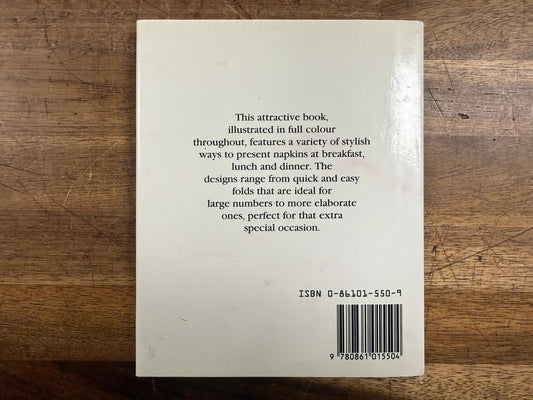 This attractive book,
illustrated in full colour
throughout, features a variety of stylish
ways to present napkins at breakfast,
lunch and dinner. The
designs range from quick and easy
folds that are ideal for
large numbers to more elaborate
ones, perfect for that extra
special occasion.
ISBN 0-86101-550-9
9 780861 015504